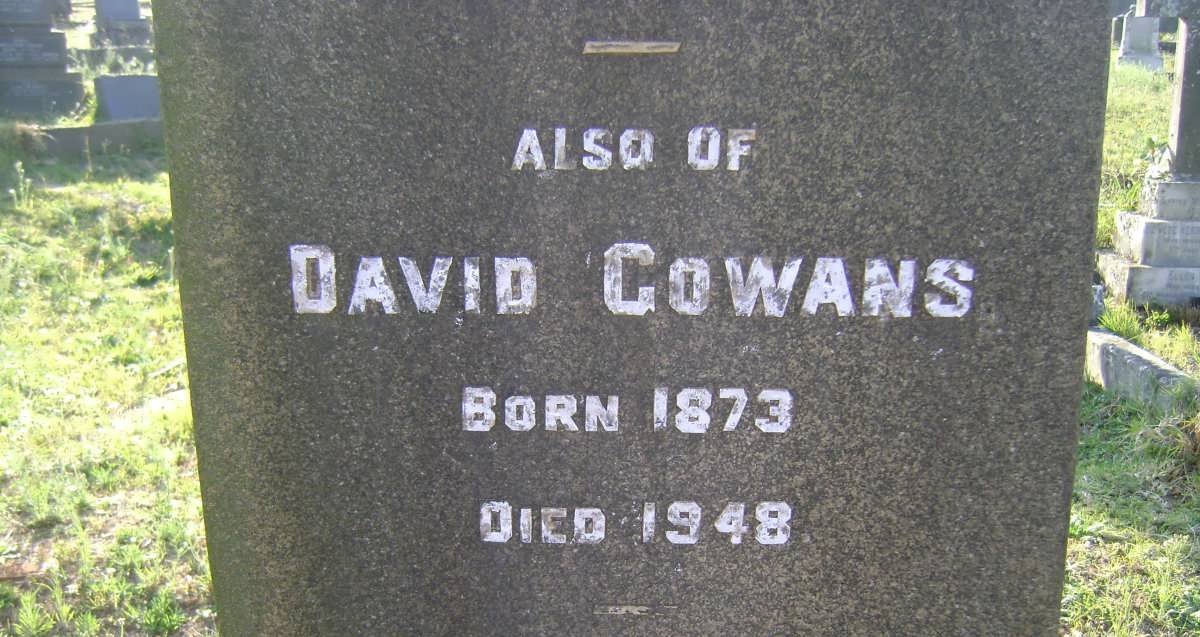 ALSO OF
DAVID COWANS
BORN 1873
DIED 1948